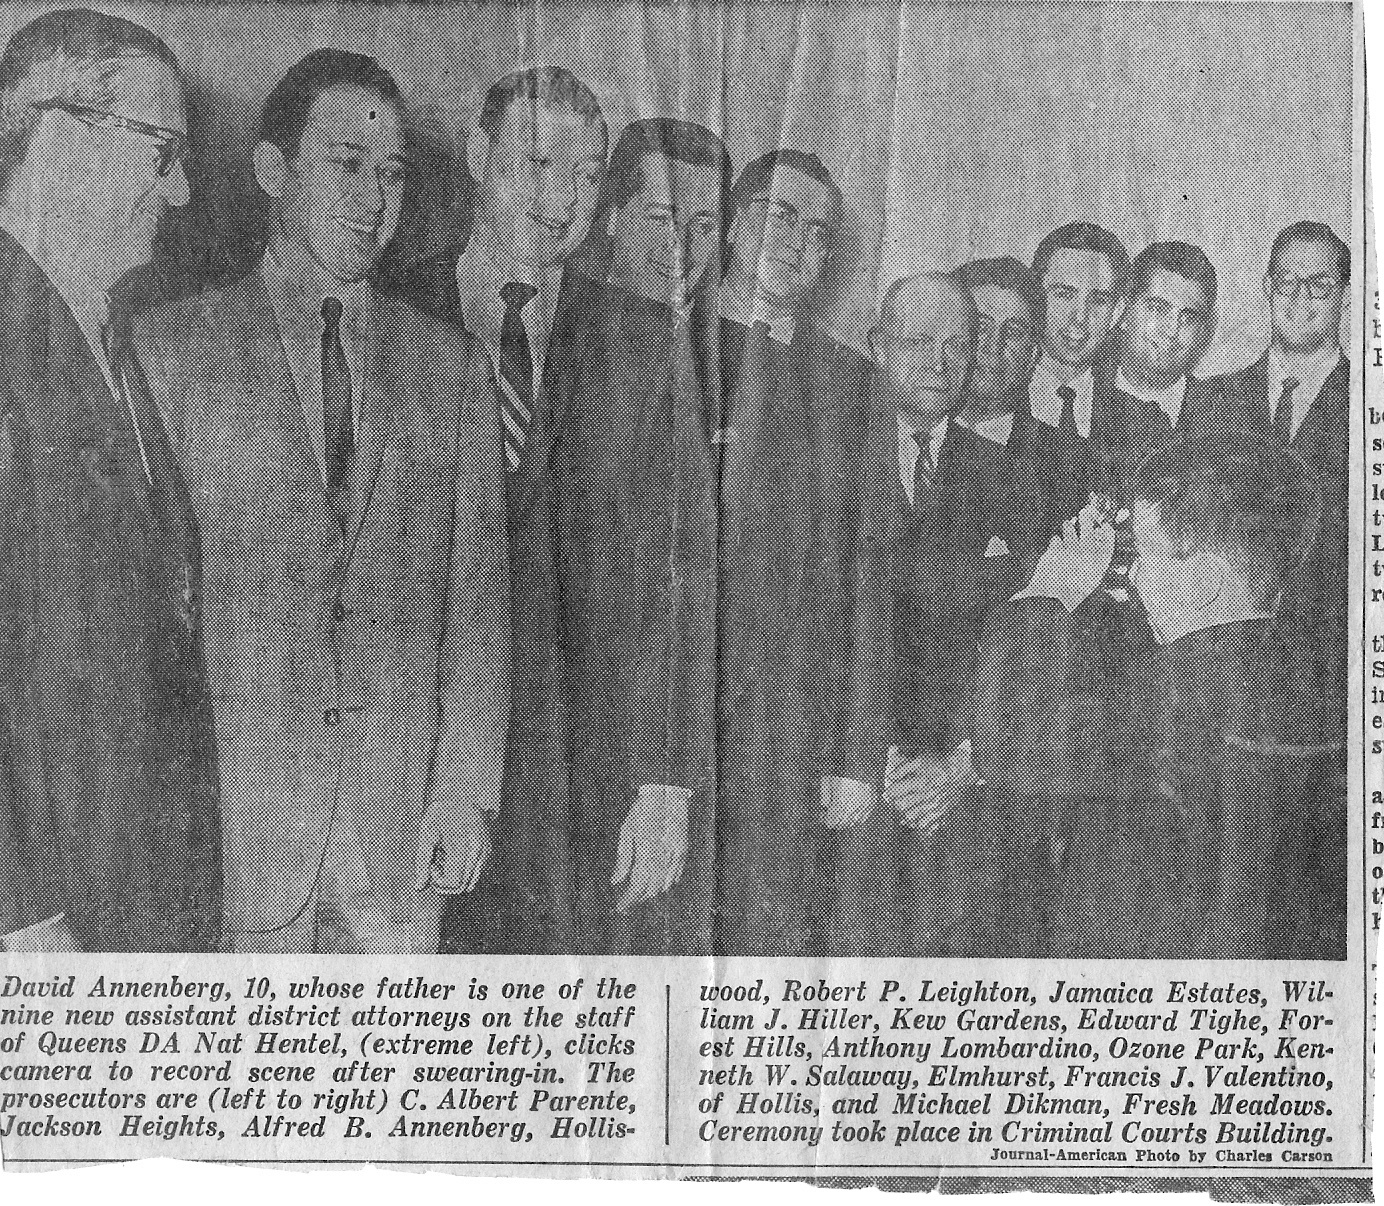 David Annenberg, 10, whose father is one of the
nine new assistant district attorneys on the staff
of Queens DA Nat Hentel, (extreme left), clicks
camera to record scene after swearing-in. The
prosecutors are (left to right) C. Albert Parente,
Jackson Heights, Alfred B. Annenberg, Hollis-
wood, Robert P. Leighton, Jamaica Estates, Wil-
liam J. Hiller, Kew Gardens, Edward Tighe, For-
est Hills, Anthony Lombardino, Ozone Park, Ken-
neth W. Salaway, Elmhurst, Francis J. Valentino,
of Hollis, and Michael Dikman, Fresh Meadows.
Ceremony took place in Criminal Courts Building.
Journal-American Photo by Charles Carson